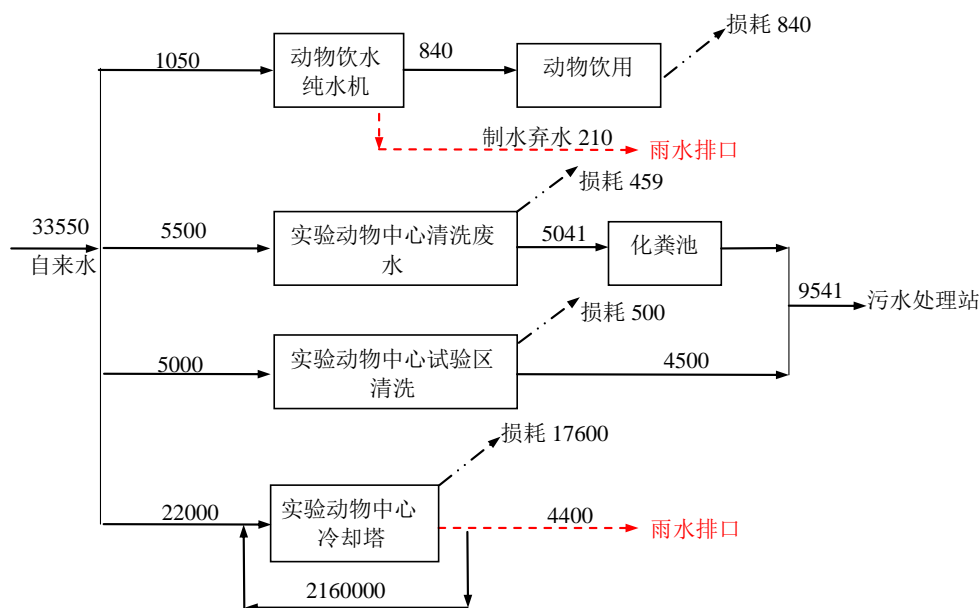 损耗 840
1050
动物饮水
纯水机
840
动物饮用
制水弃水 210
雨水排口
损耗 459
33550
自来水
5500
实验动物中心清洗废
水
5041
化粪池
9541
污水处理站
损耗 500
5000
实验动物中心试验区
清洗
4500
损耗 17600
22000
实验动物中心
冷却塔
4400
雨水排口
2160000